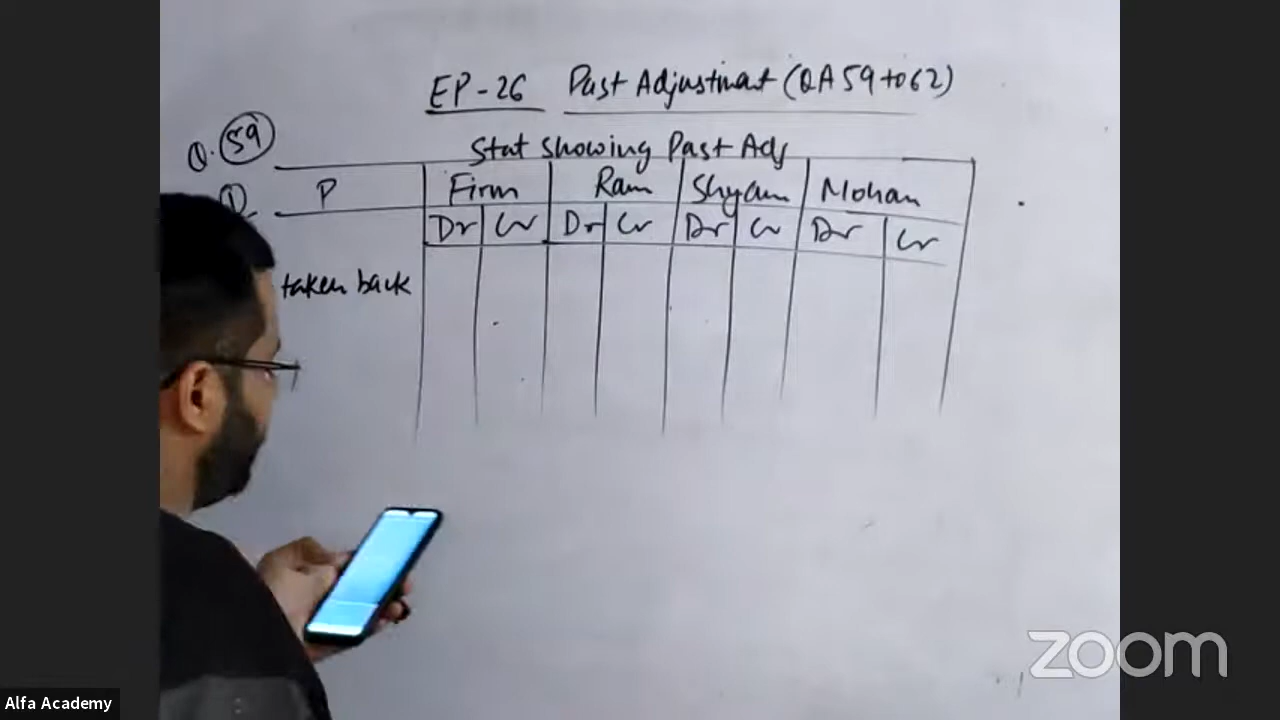 EP-26 Past Adjustment (QA 59 to 62)
Q. 59
Stat showing Past Adj
P Firm Ram Shyam Mohan
Dr Cr Dr Cr Dr Cr Dr Cr
taken back
zoom
Alfa Academy